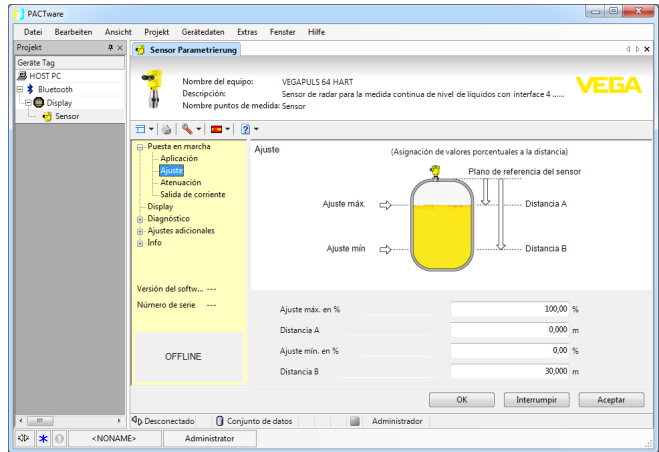 PACTware
Datei Bearbeiten Ansicht Projekt Gerätedaten Extras Fenster Hilfe
Projekt
Sensor Parametrierung
Geräte Tag
HOST PC
Bluetooth
Display
Sensor
Nombre del equipo: VEGAPULS 64 HART
Descripción: Sensor de radar para la medida continua de nivel de líquidos con interface 4 ......
Nombre puntos de medida: Sensor
VEGA
Puesta en marcha
Aplicación
Ajuste
Atenuación
Salida de corriente
Display
Diagnóstico
Ajustes adicionales
Info
Versión del softw... ---
Número de serie ---
OFFLINE
Ajuste
(Asignación de valores porcentuales a la distancia)
Plano de referencia del sensor
Ajuste máx.
Distancia A
Ajuste mín
Distancia B
Ajuste máx. en % 100,00 %
Distancia A 0,000 m
Ajuste mín. en % 0,00 %
Distancia B 30,000 m
OK Interrumpir Aceptar
Desconectado Conjunto de datos Administrador
<NONAME> Administrator